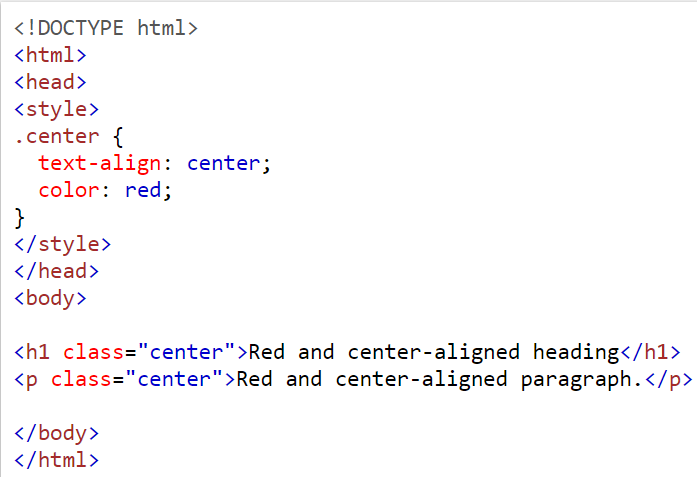 <!DOCTYPE html>
<html>
<head>
<style>
.center {
  text-align: center;
  color: red;
}
</style>
</head>
<body>

<h1 class="center">Red and center-aligned heading</h1>
<p class="center">Red and center-aligned paragraph.</p>

</body>
</html>